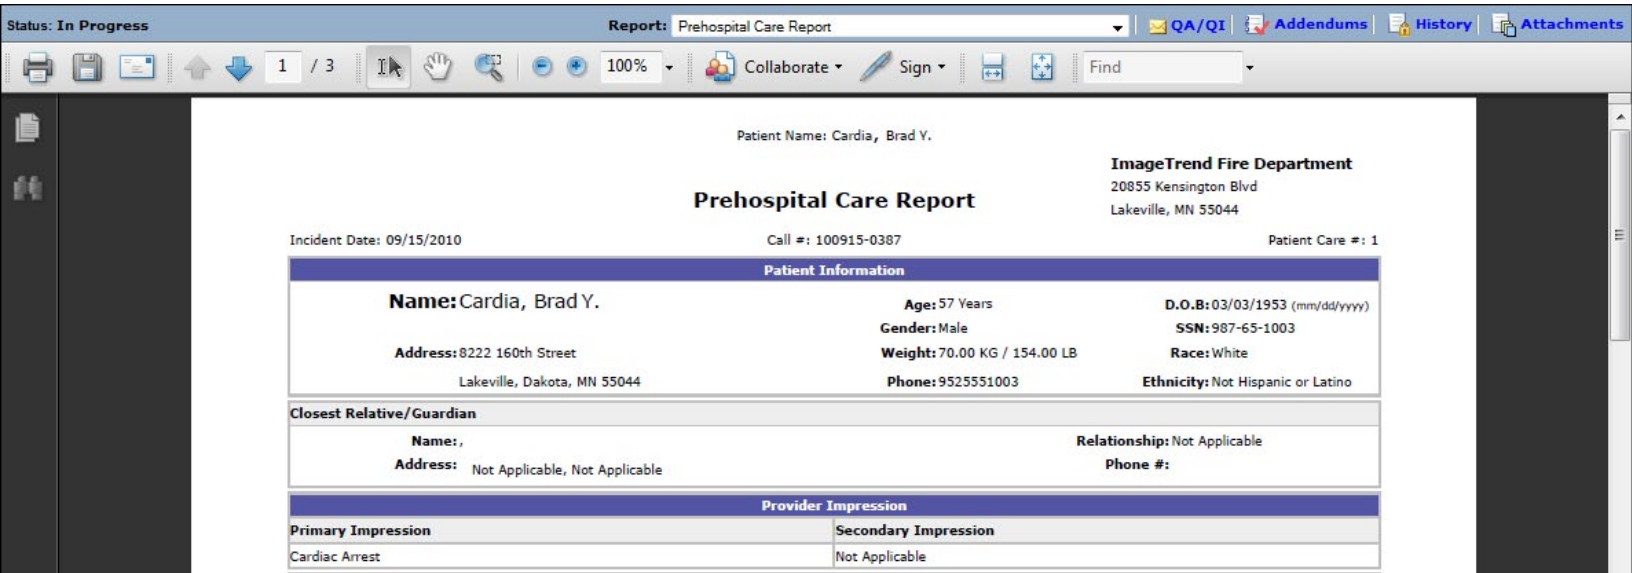 Status: In Progress Report: Prehospital Care Report QA/QI Addendums History Attachments
1 / 3 100% Collaborate Sign Find
Patient Name: Cardia, Brad Y.
ImageTrend Fire Department
20855 Kensington Blvd
Prehospital Care Report
Lakeville, MN 55044
Incident Date: 09/15/2010 Call #: 100915-0387 Patient Care #: 1
Patient Information
Name: Cardia, Brad Y. Age: 57 Years D.O.B: 03/03/1953 (mm/dd/yyyy)
Gender: Male SSN: 987-65-1003
Address: 8222 160th Street Weight: 70.00 KG / 154.00 LB Race: White
Lakeville, Dakota, MN 55044 Phone: 9525551003 Ethnicity: Not Hispanic or Latino
Closest Relative/Guardian
Name: , Relationship: Not Applicable
Address: Not Applicable, Not Applicable Phone #:
Provider Impression
Primary Impression Secondary Impression
Cardiac Arrest Not Applicable